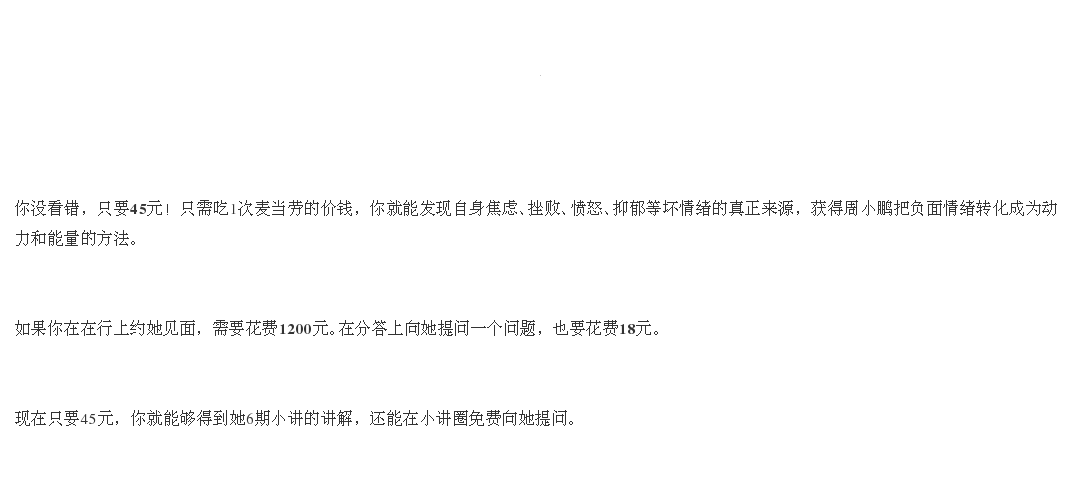 你没看错，只要45元！只需吃1次麦当劳的价钱，你就能发现自身焦虑、挫败、愤怒、抑郁等坏情绪的真正来源，获得周小鹏把负面情绪转化成为动
力和能量的方法。
如果你在在行上约她见面，需要花费1200元。在分答上向她提问一个问题，也要花费18元。
现在只要45元，你就能够得到她6期小讲的讲解，还能在小讲圈免费向她提问。